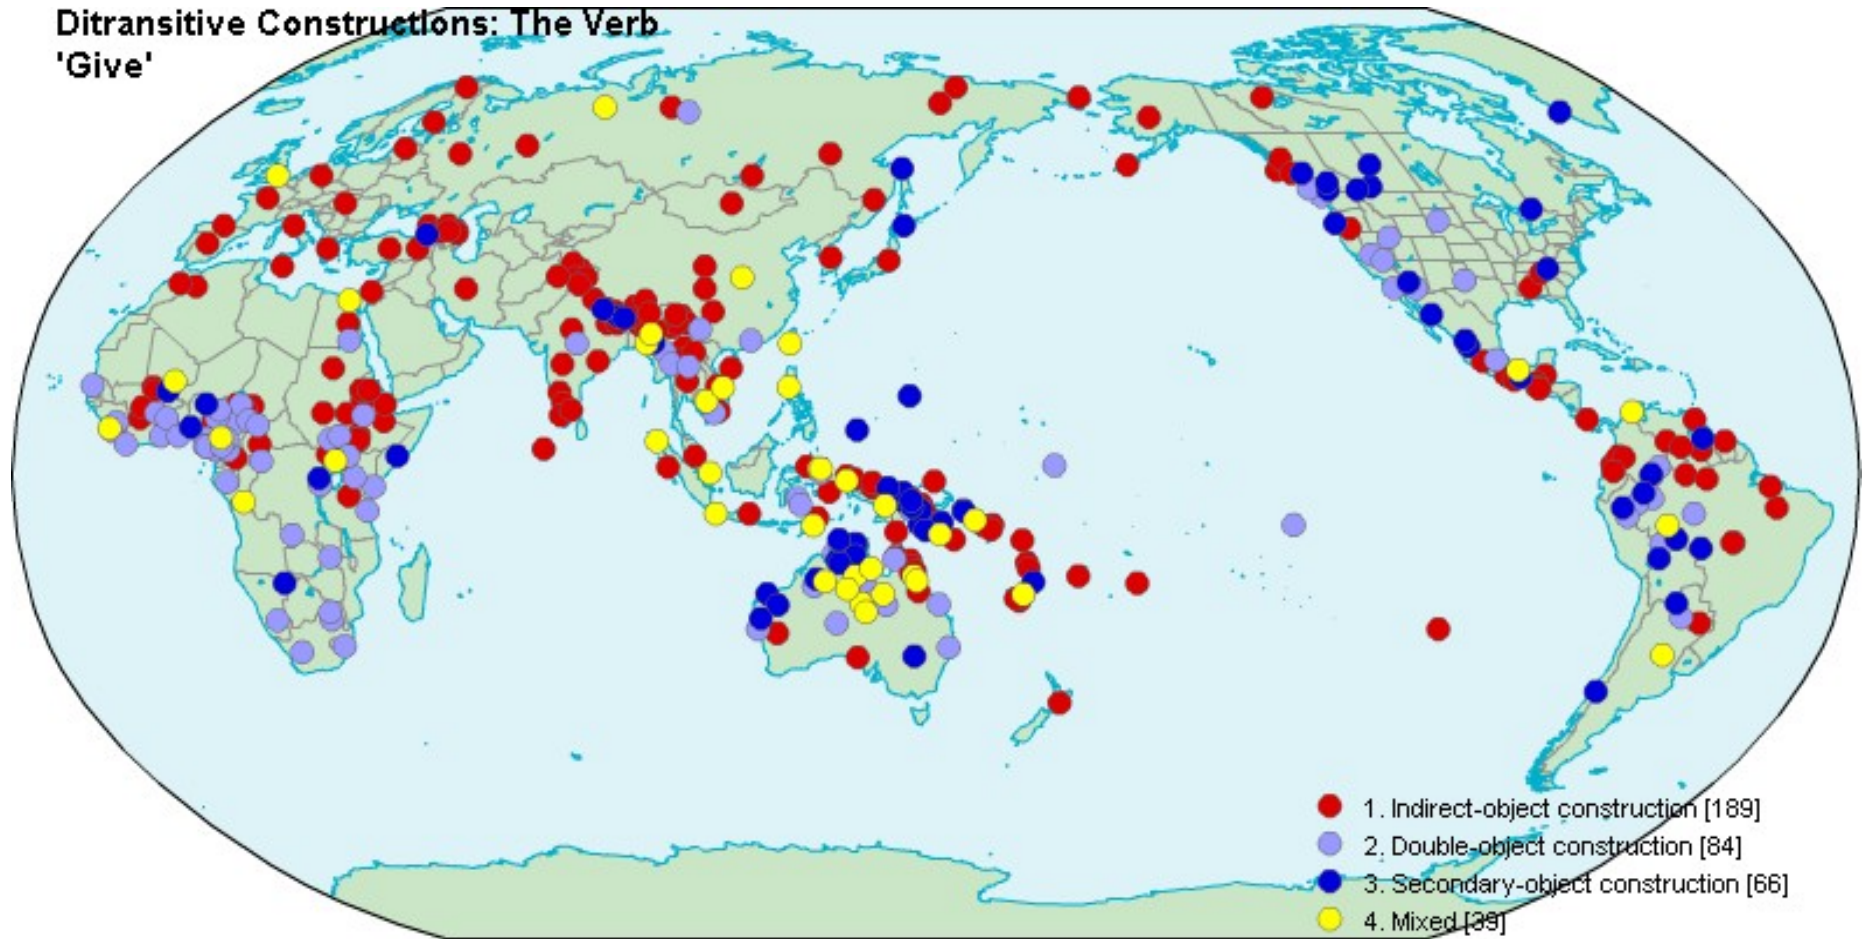 Ditransitive Constructions: The Verb
'Give'
1. Indirect-object construction [189]
2. Double-object construction [84]
3. Secondary-object construction [66]
4. Mixed [39]